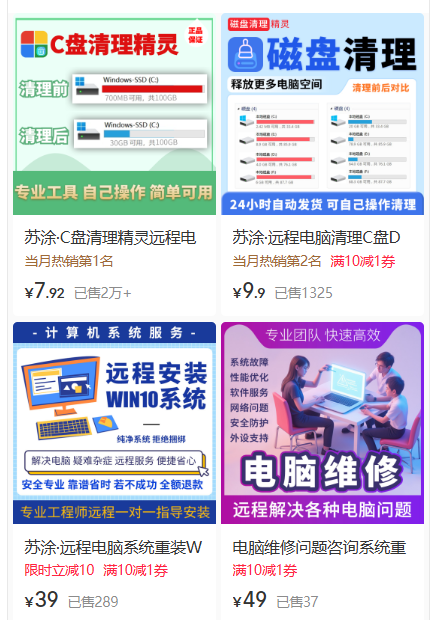 C盘清理精灵
正品
保证
清理前
Windows-SSD (C:)
700MB可用，共100GB
清理后
Windows-SSD (C:)
30GB可用，共100GB
专业工具 自己操作 简单可用
苏涂·C盘清理精灵远程电
当月热销第1名
¥7.92 已售2万+
磁盘清理精灵
磁盘清理
释放更多电脑空间
清理前后对比
24小时自动发货 可自己操作清理
苏涂·远程电脑清理C盘D
当月热销第2名 满10减1券
¥9.9 已售1325
- 计算机系统服务 -
远程安装
WIN10系统
纯净系统 拒绝捆绑
解决电脑 疑难杂症 远程服务 便捷省心
安全专业 靠谱省时 若不成功 全额退款
专业工程师远程一对一指导安装
苏涂·远程电脑系统重装W
限时立减10 满10减1券
¥39 已售289
专业团队 快速高效
系统故障
性能优化
软件服务
网络问题
安全防护
外设支持
电脑维修
远程解决各种电脑问题
电脑维修问题咨询系统重
满10减1券
¥49 已售37